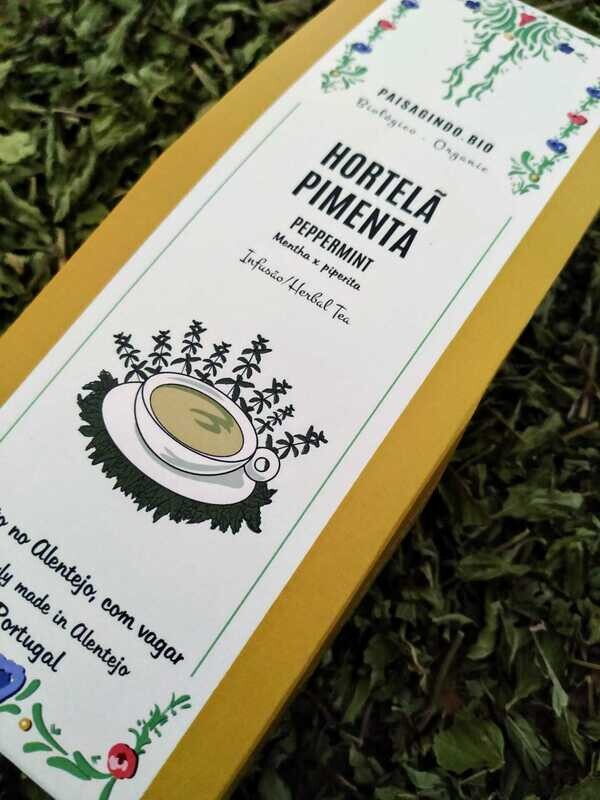 PAISAGINDO.BIO
Biológico - Organic
HORTELÃ
PIMENTA
PEPPERMINT
Mentha x piperita
Infusão/Herbal Tea
no Alentejo, com vagar
made in Alentejo
Portugal